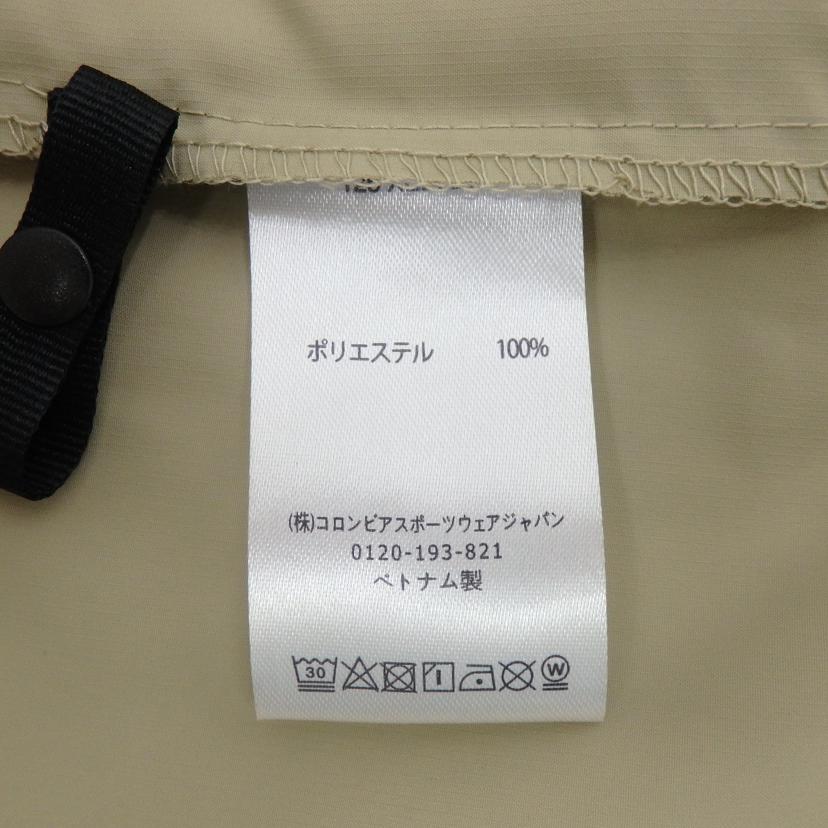 ポリエステル 100%
(株)コロンビアスポーツウェアジャパン
0120-193-821
ベトナム製
30 W